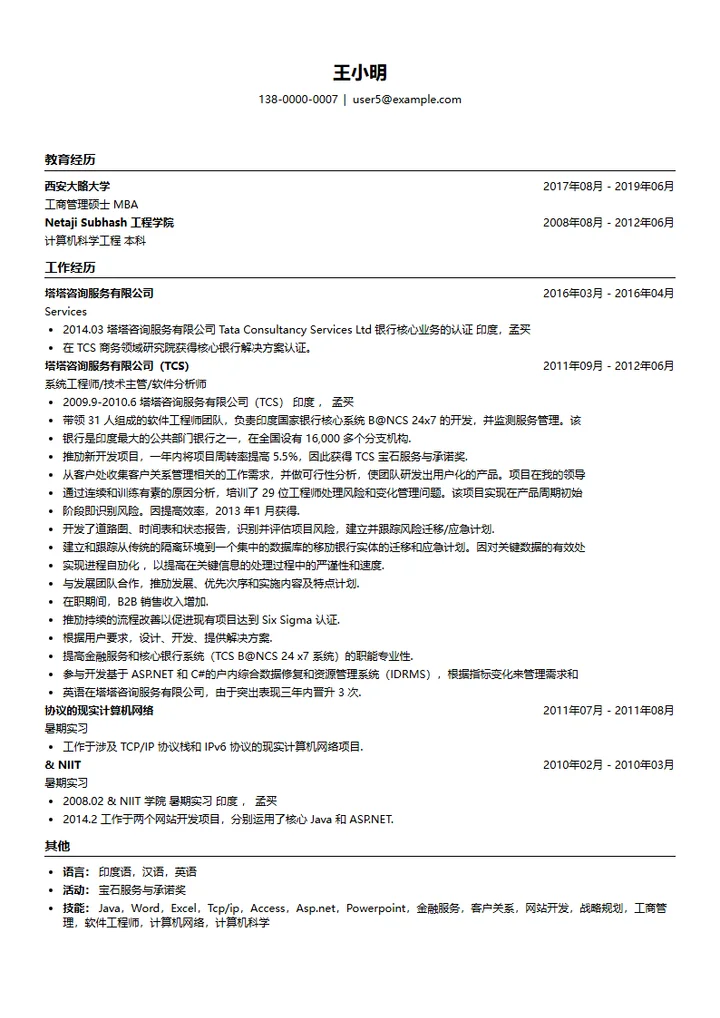 王小明
138-0000-0007 | user5@example.com
教育经历
西安大略大学 2017年08月 - 2019年06月
工商管理硕士 MBA
Netaji Subhash 工程学院 2008年08月 - 2012年06月
计算机科学工程 本科
工作经历
塔塔咨询服务有限公司 2016年03月 - 2016年04月
Services
• 2014.03 塔塔咨询服务有限公司 Tata Consultancy Services Ltd 银行核心业务的认证 印度，孟买
• 在 TCS 商务领域研究院获得核心银行解决方案认证。
塔塔咨询服务有限公司（TCS） 2011年09月 - 2012年06月
系统工程师/技术主管/软件分析师
• 2009.9-2010.6 塔塔咨询服务有限公司（TCS） 印度 ， 孟买
• 带领 31 人组成的软件工程师团队，负责印度国家银行核心系统 B@NCS 24x7 的开发，并监测服务管理。该
• 银行是印度最大的公共部门银行之一，在全国设有 16,000 多个分支机构.
• 推动新开发项目，一年内将项目周转率提高 5.5%，因此获得 TCS 宝石服务与承诺奖.
• 从客户处收集客户关系管理相关的工作需求，并做可行性分析，使团队研发出用户化的产品。项目在我的领导
• 通过连续和训练有素的原因分析，培训了 29 位工程师处理风险和变化管理问题。该项目实现在产品周期初始
• 阶段即识别风险。因提高效率，2013 年1 月获得.
• 开发了道路图、时间表和状态报告，识别并评估项目风险，建立并跟踪风险迁移/应急计划.
• 建立和跟踪从传统的隔离环境到一个集中的数据库的移动银行实体的迁移和应急计划。因对关键数据的有效处
• 实现进程自动化 ，以提高在关键信息的处理过程中的严谨性和速度.
• 与发展团队合作，推动发展、优先次序和实施内容及特点计划.
• 在职期间，B2B 销售收入增加.
• 推动持续的流程改善以促进现有项目达到 Six Sigma 认证.
• 根据用户要求，设计、开发、提供解决方案.
• 提高金融服务和核心银行系统（TCS B@NCS 24 x7 系统）的职能专业性.
• 参与开发基于 ASP.NET 和 C#的户内综合数据修复和资源管理系统（IDRMS），根据指标变化来管理需求和
• 英语在塔塔咨询服务有限公司，由于突出表现三年内晋升 3 次.
协议的现实计算机网络 2011年07月 - 2011年08月
暑期实习
• 工作于涉及 TCP/IP 协议栈和 IPv6 协议的现实计算机网络项目.
& NIIT 2010年02月 - 2010年03月
暑期实习
• 2008.02 & NIIT 学院 暑期实习 印度 ， 孟买
• 2014.2 工作于两个网站开发项目，分别运用了核心 Java 和 ASP.NET.
其他
• 语言： 印度语，汉语，英语
• 活动： 宝石服务与承诺奖
• 技能： Java，Word，Excel，Tcp/ip，Access，Asp.net，Powerpoint，金融服务，客户关系，网站开发，战略规划，工商管
理，软件工程师，计算机网络，计算机科学